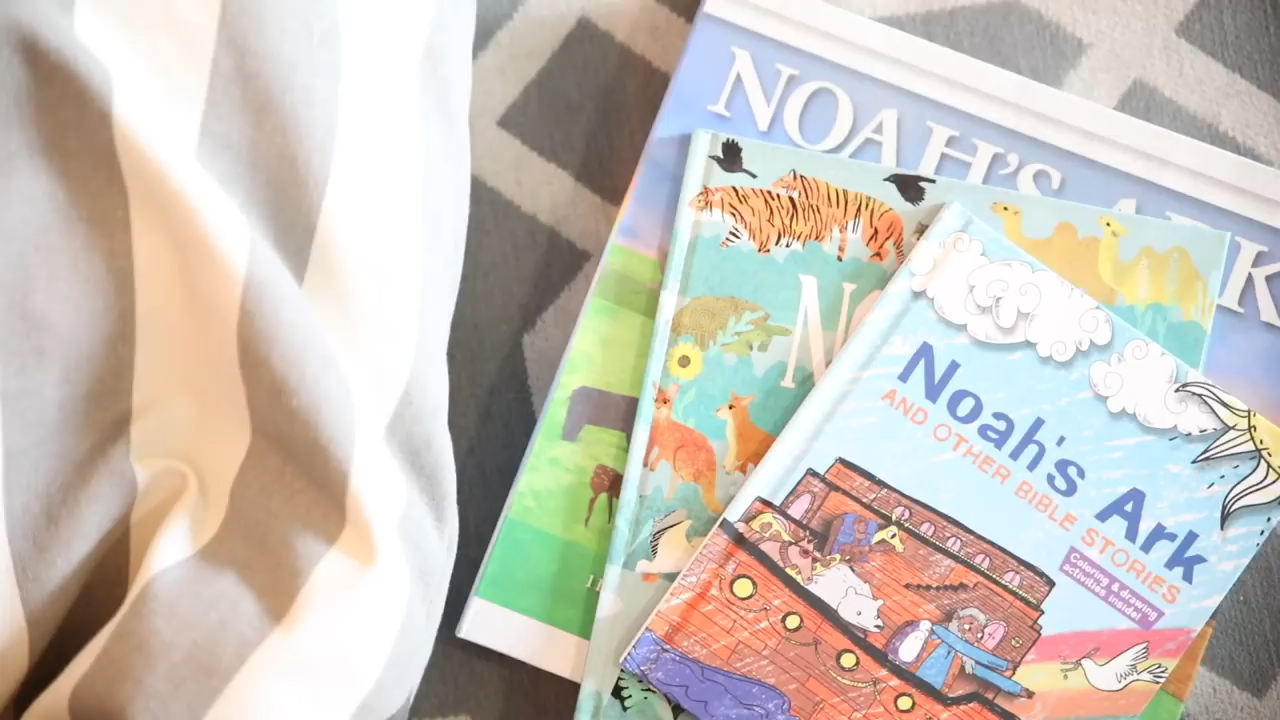 NOAH'S ARK
Noah's Ark
AND OTHER BIBLE STORIES
Coloring & drawing
activities inside!